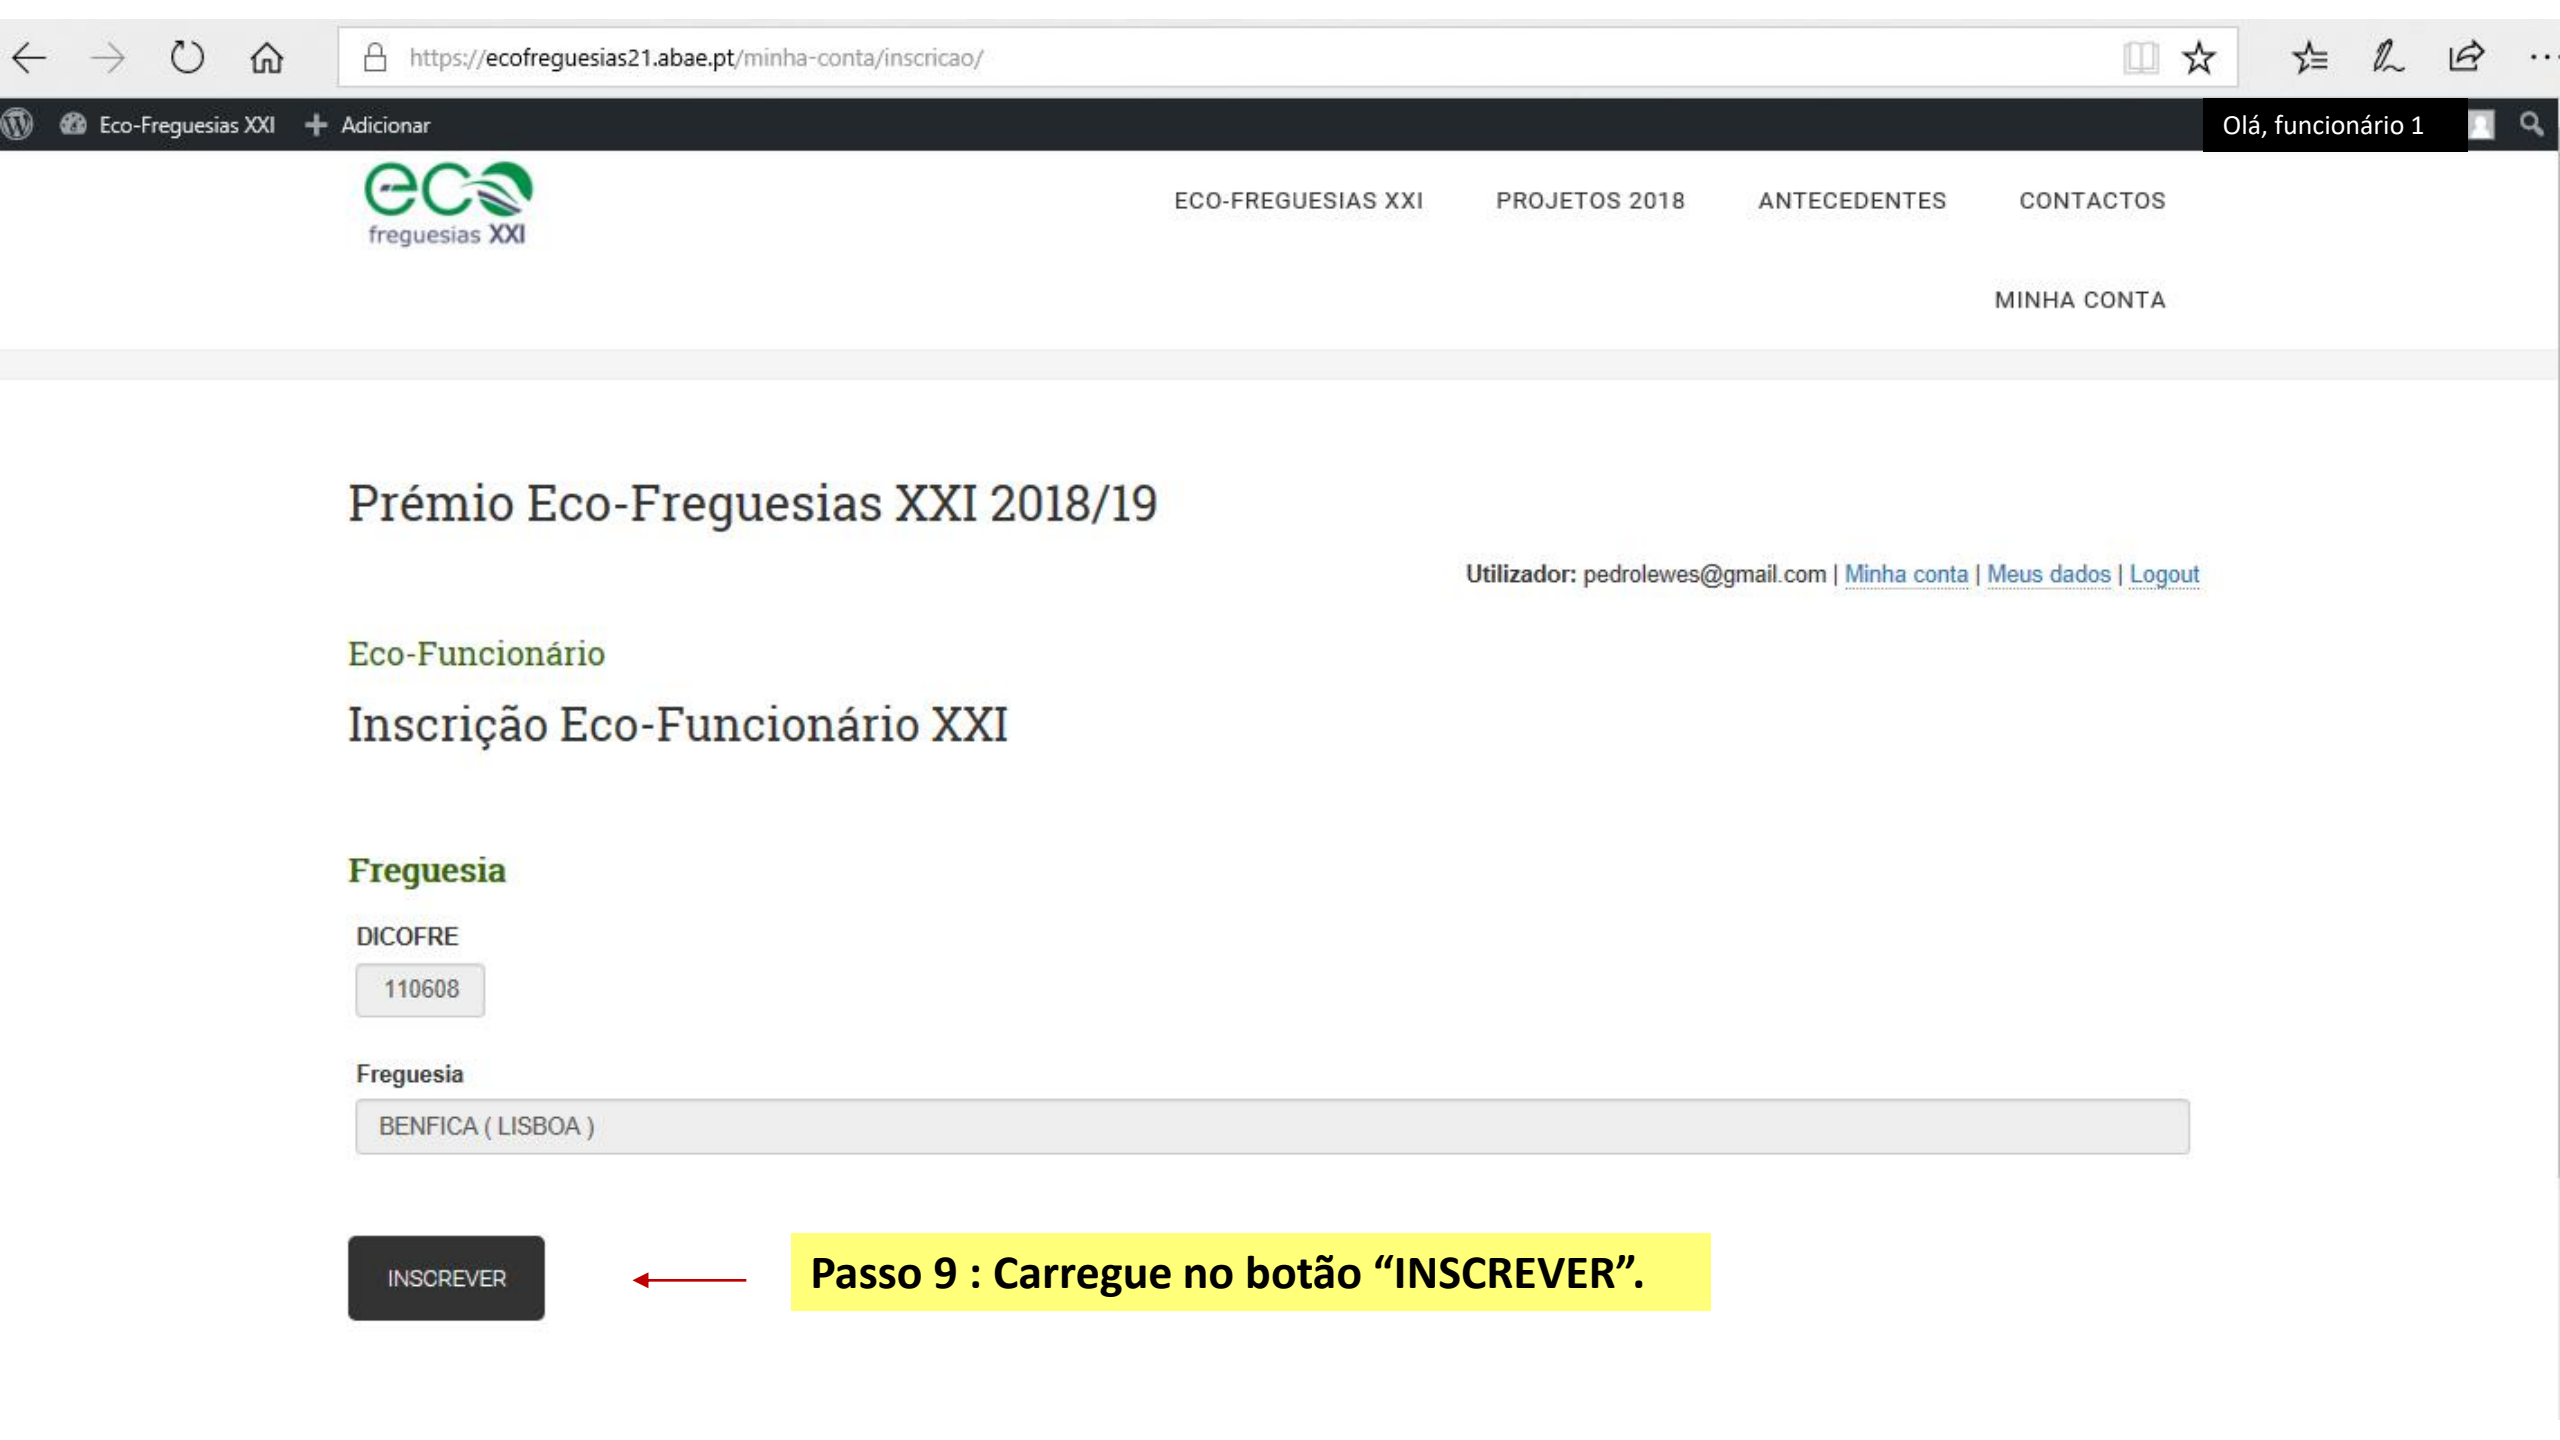 https://ecofreguesias21.abae.pt/minha-conta/inscricao/
Eco-Freguesias XXI + Adicionar Olá, funcionário 1
eco
freguesias XXI
ECO-FREGUESIAS XXI PROJETOS 2018 ANTECEDENTES CONTACTOS
MINHA CONTA
Prémio Eco-Freguesias XXI 2018/19
Utilizador: pedrolewes@gmail.com | Minha conta | Meus dados | Logout
Eco-Funcionário
Inscrição Eco-Funcionário XXI
Freguesia
DICOFRE
110608
Freguesia
BENFICA ( LISBOA )
INSCREVER
Passo 9 : Carregue no botão “INSCREVER”.